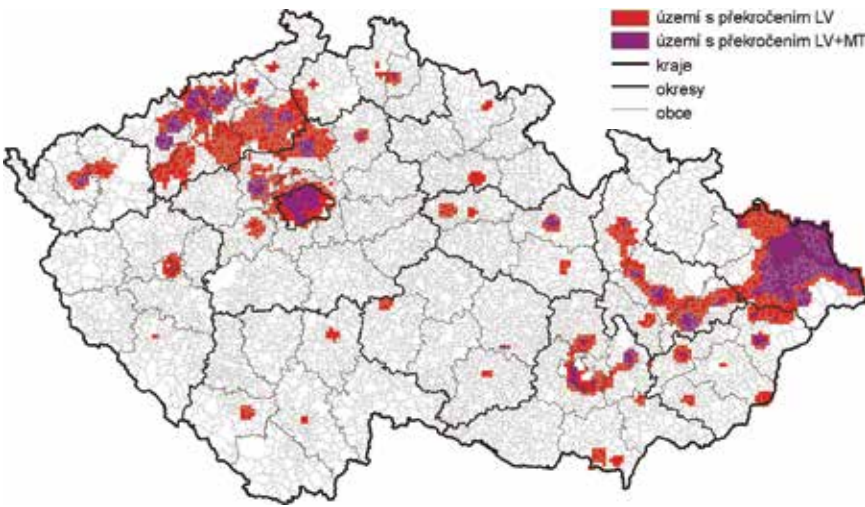 území s překročením LV
území s překročením LV+MT
kraje
okresy
obce